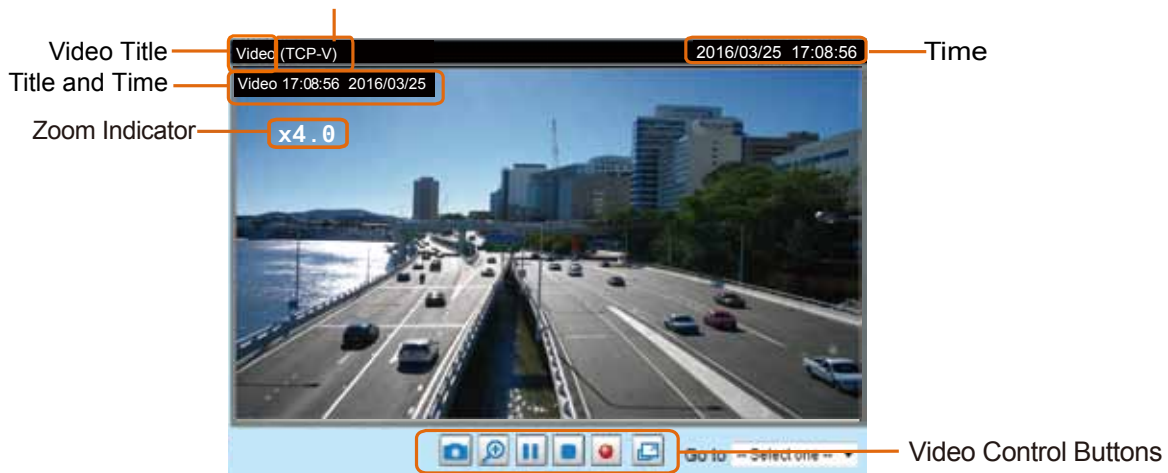 Video Title
Video (TCP-V)
2016/03/25 17:08:56
Time
Title and Time
Video 17:08:56 2016/03/25
Zoom Indicator
x4.0
Go to
-- Select one --
Video Control Buttons